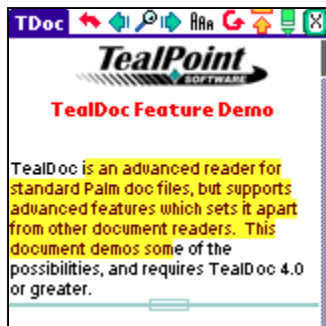 TDoc AAA X
TealPoint
SOFTWARE
TealDoc Feature Demo
TealDoc is an advanced reader for
standard Palm doc files, but supports
advanced features which sets it apart
from other document readers. This
document demos some of the
possibilities, and requires TealDoc 4.0
or greater.